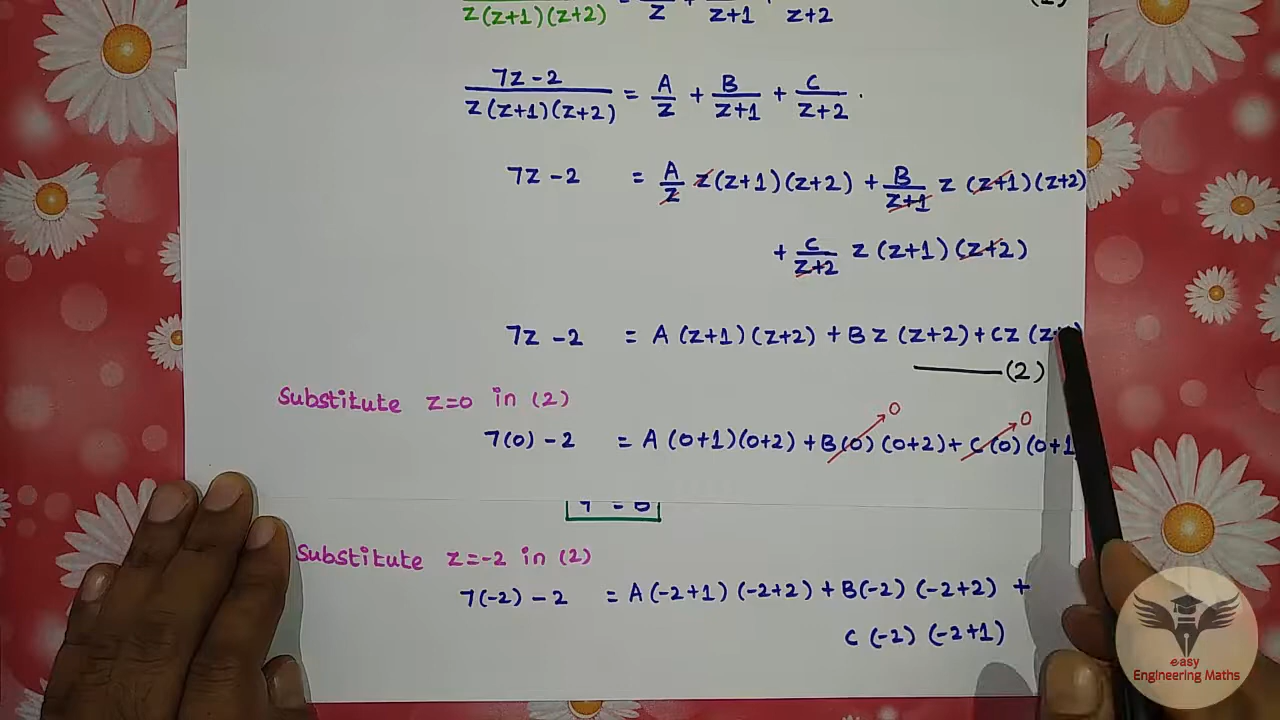 z(z+1)(z+2) = z + z+1 + z+2
7z-2 / z(z+1)(z+2) = A/z + B/z+1 + C/z+2 .
7z-2 = A/z z(z+1)(z+2) + B/z+1 z (z+1)(z+2)
+ C/z+2 z (z+1)(z+2)
7z-2 = A (z+1)(z+2) + B z (z+2) + C z (z
(2)
Substitute z=0 in (2)
0 0
7(0) - 2 = A (0+1)(0+2) + B(0) (0+2) + C (0) (0+1
Substitute z=-2 in (2)
7(-2) - 2 = A(-2+1) (-2+2) + B(-2) (-2+2) +
C (-2) (-2+1)
easy
Engineering Maths